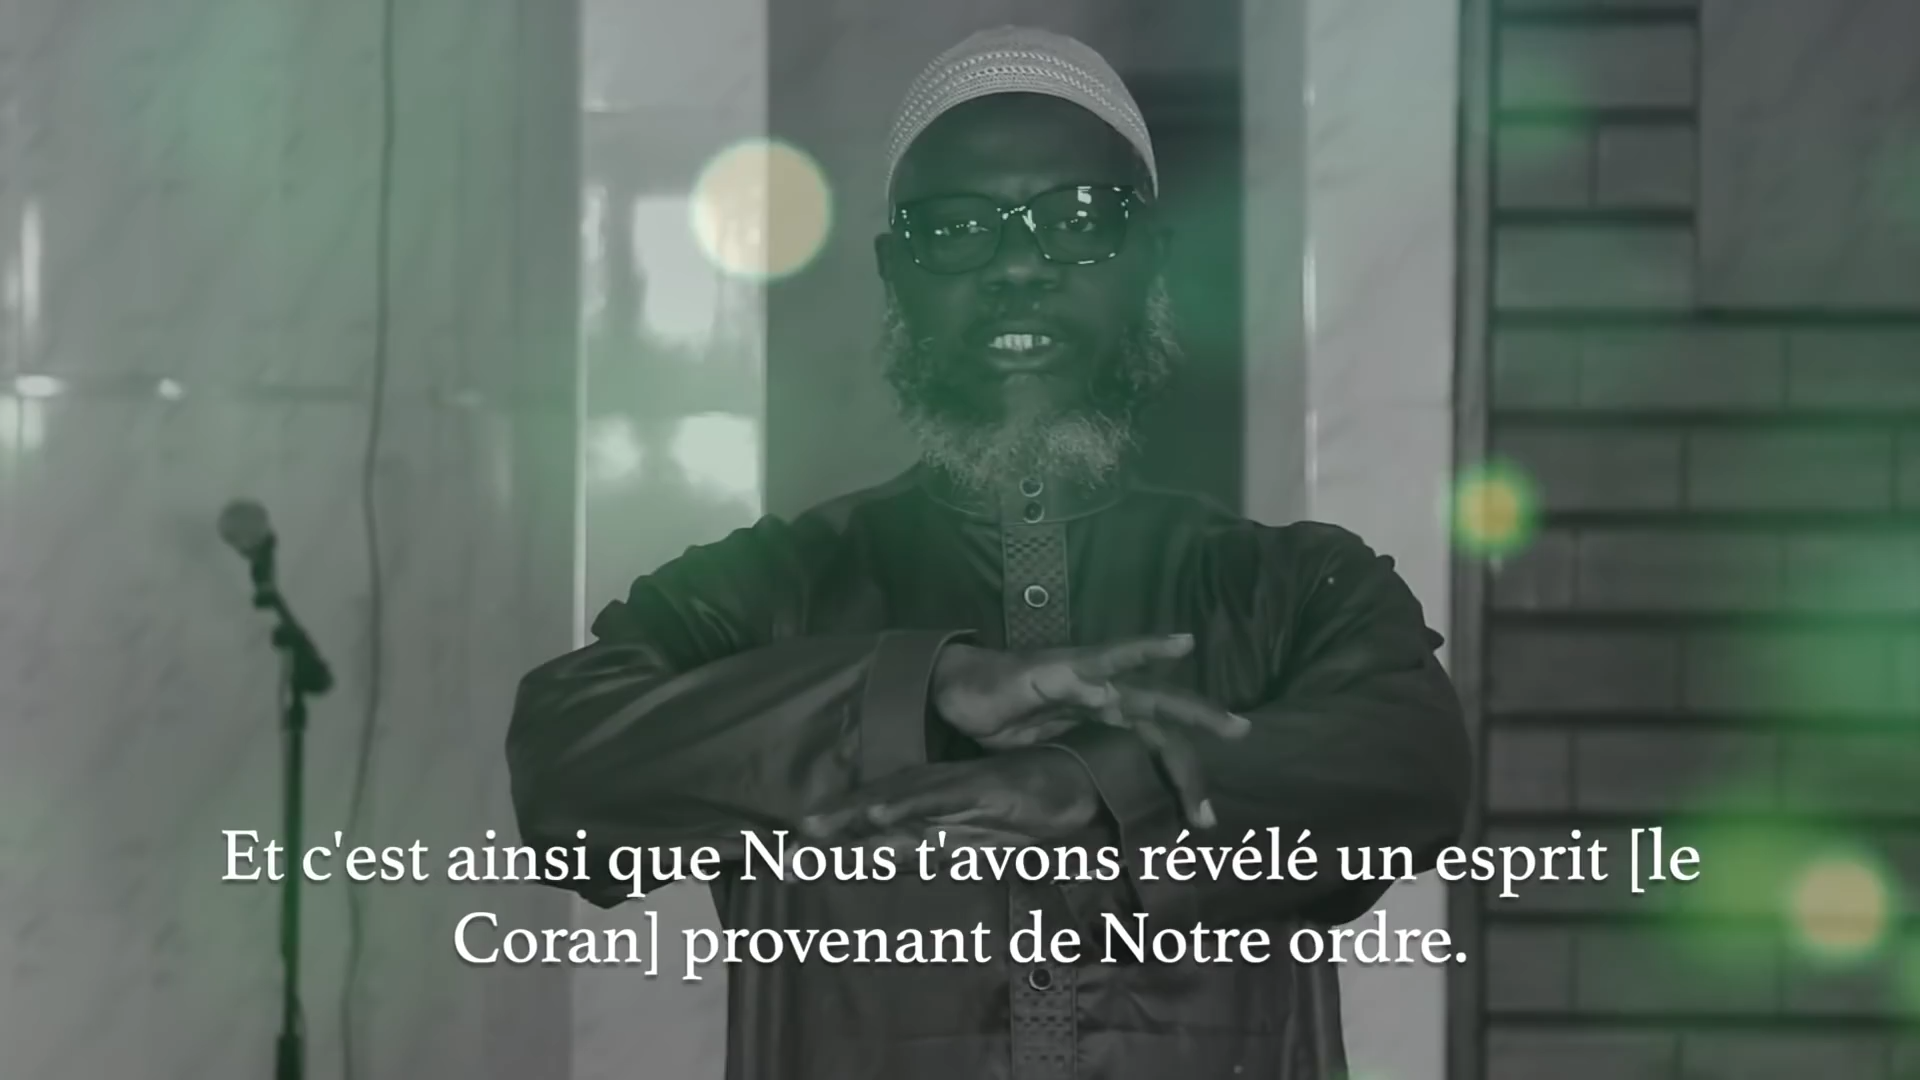 Et c'est ainsi que Nous t'avons révélé un esprit [le
Coran] provenant de Notre ordre.